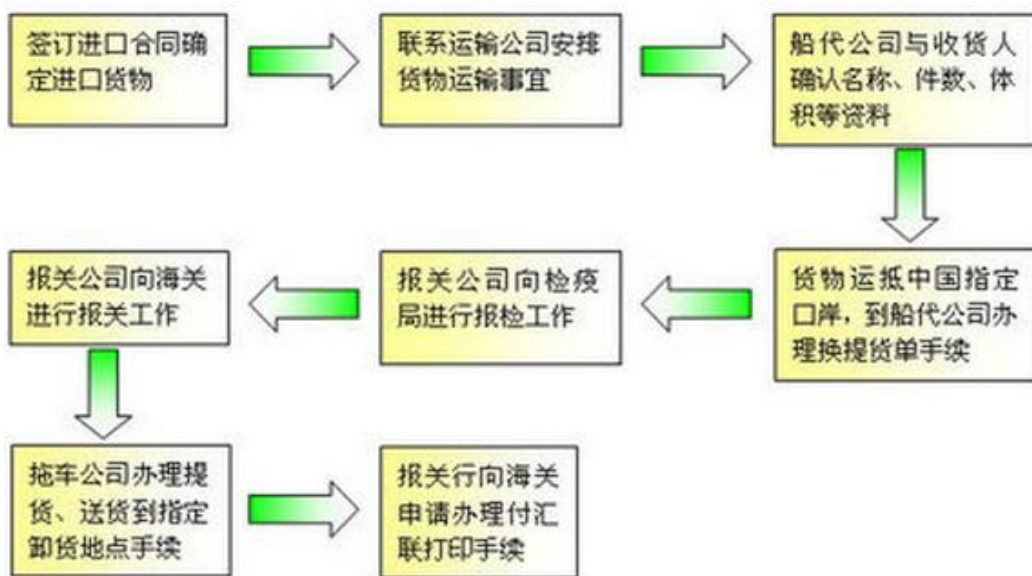 签订进口合同确
定进口货物
联系运输公司安排
货物运输事宜
船代公司与收货人
确认名称、件数、体
积等资料
货物运抵中国指定
口岸，到船代公司办
理换提货单手续
报关公司向检疫
局进行报检工作
报关公司向海关
进行报关工作
拖车公司办理提
货、送货到指定
卸货地点手续
报关行向海关
申请办理付汇
联打印手续